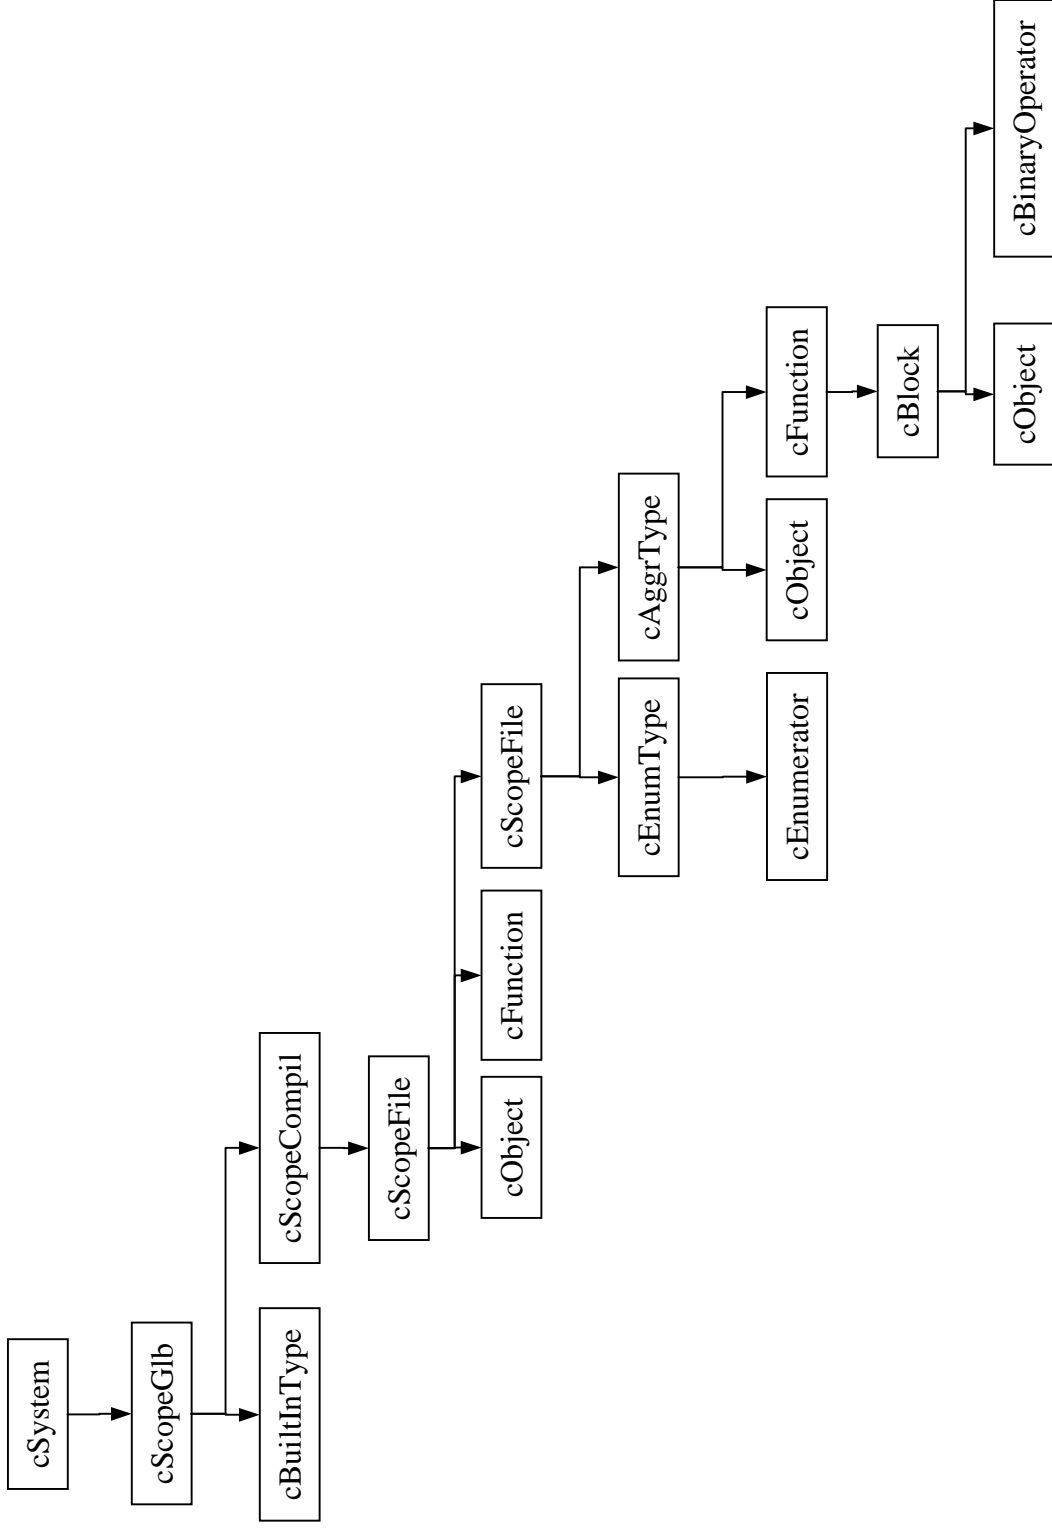 cSystem
cScopeGlb
cBuiltInType
cScopeCompil
cScopeFile
cObject
cFunction
cScopeFile
cEnumType
cAggrType
cEnumerator
cObject
cFunction
cBlock
cObject
cBinaryOperator